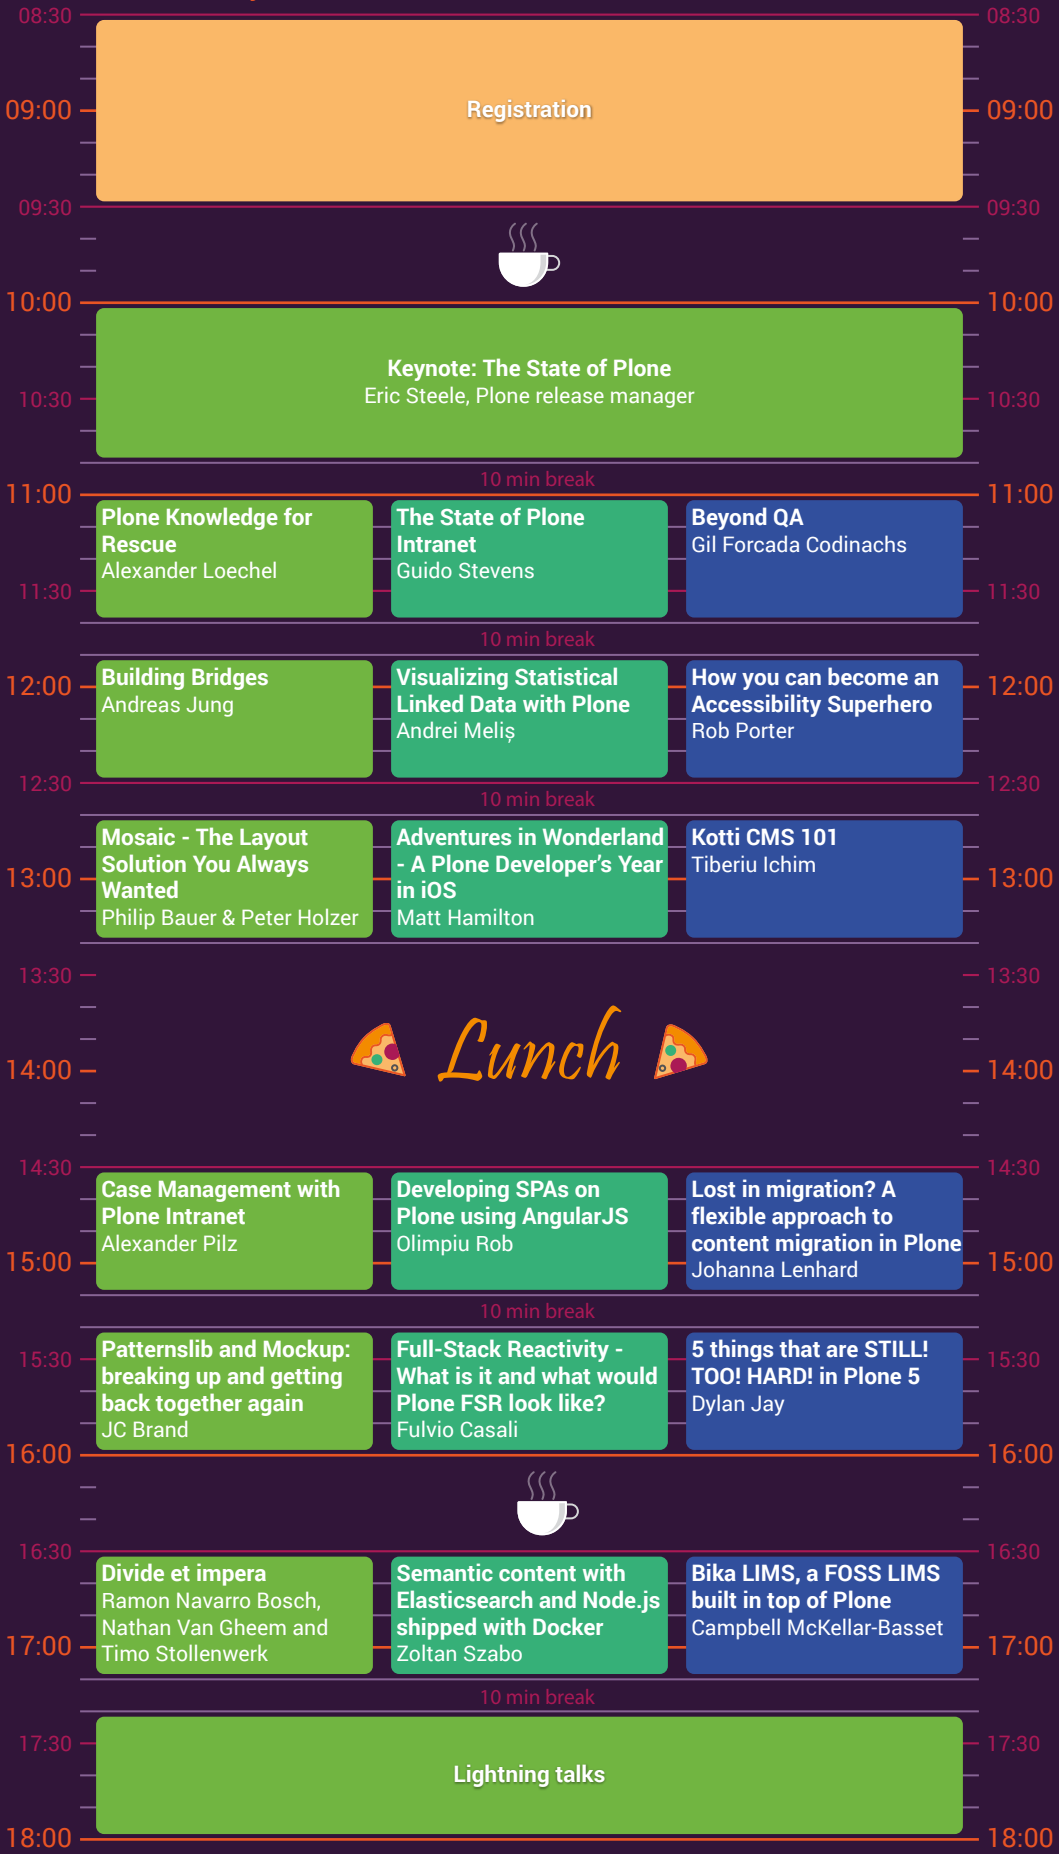 08:30 08:30
Registration
09:00 09:00
09:30 09:30
10:00 10:00
Keynote: The State of Plone
Eric Steele, Plone release manager
10:30 10:30
10 min break
11:00 11:00
Plone Knowledge for
Rescue
Alexander Loechel
The State of Plone
Intranet
Guido Stevens
Beyond QA
Gil Forcada Codinachs
11:30 11:30
10 min break
Building Bridges
Andreas Jung
Visualizing Statistical
Linked Data with Plone
Andrei Meliș
How you can become an
Accessibility Superhero
Rob Porter
12:00 12:00
12:30 12:30
10 min break
Mosaic - The Layout
Solution You Always
Wanted
Philip Bauer & Peter Holzer
Adventures in Wonderland
- A Plone Developer's Year
in iOS
Matt Hamilton
Kotti CMS 101
Tiberiu Ichim
13:00 13:00
13:30 13:30
Lunch
14:00 14:00
14:30 14:30
Case Management with
Plone Intranet
Alexander Pilz
Developing SPAs on
Plone using AngularJS
Olimpiu Rob
Lost in migration? A
flexible approach to
content migration in Plone
Johanna Lenhard
15:00 15:00
10 min break
Patternslib and Mockup:
breaking up and getting
back together again
JC Brand
Full-Stack Reactivity -
What is it and what would
Plone FSR look like?
Fulvio Casali
5 things that are STILL!
TOO! HARD! in Plone 5
Dylan Jay
15:30 15:30
16:00 16:00
16:30 16:30
Divide et impera
Ramon Navarro Bosch,
Nathan Van Gheem and
Timo Stollenwerk
Semantic content with
Elasticsearch and Node.js
shipped with Docker
Zoltan Szabo
Bika LIMS, a FOSS LIMS
built in top of Plone
Campbell McKellar-Basset
17:00 17:00
10 min break
17:30 17:30
Lightning talks
18:00 18:00